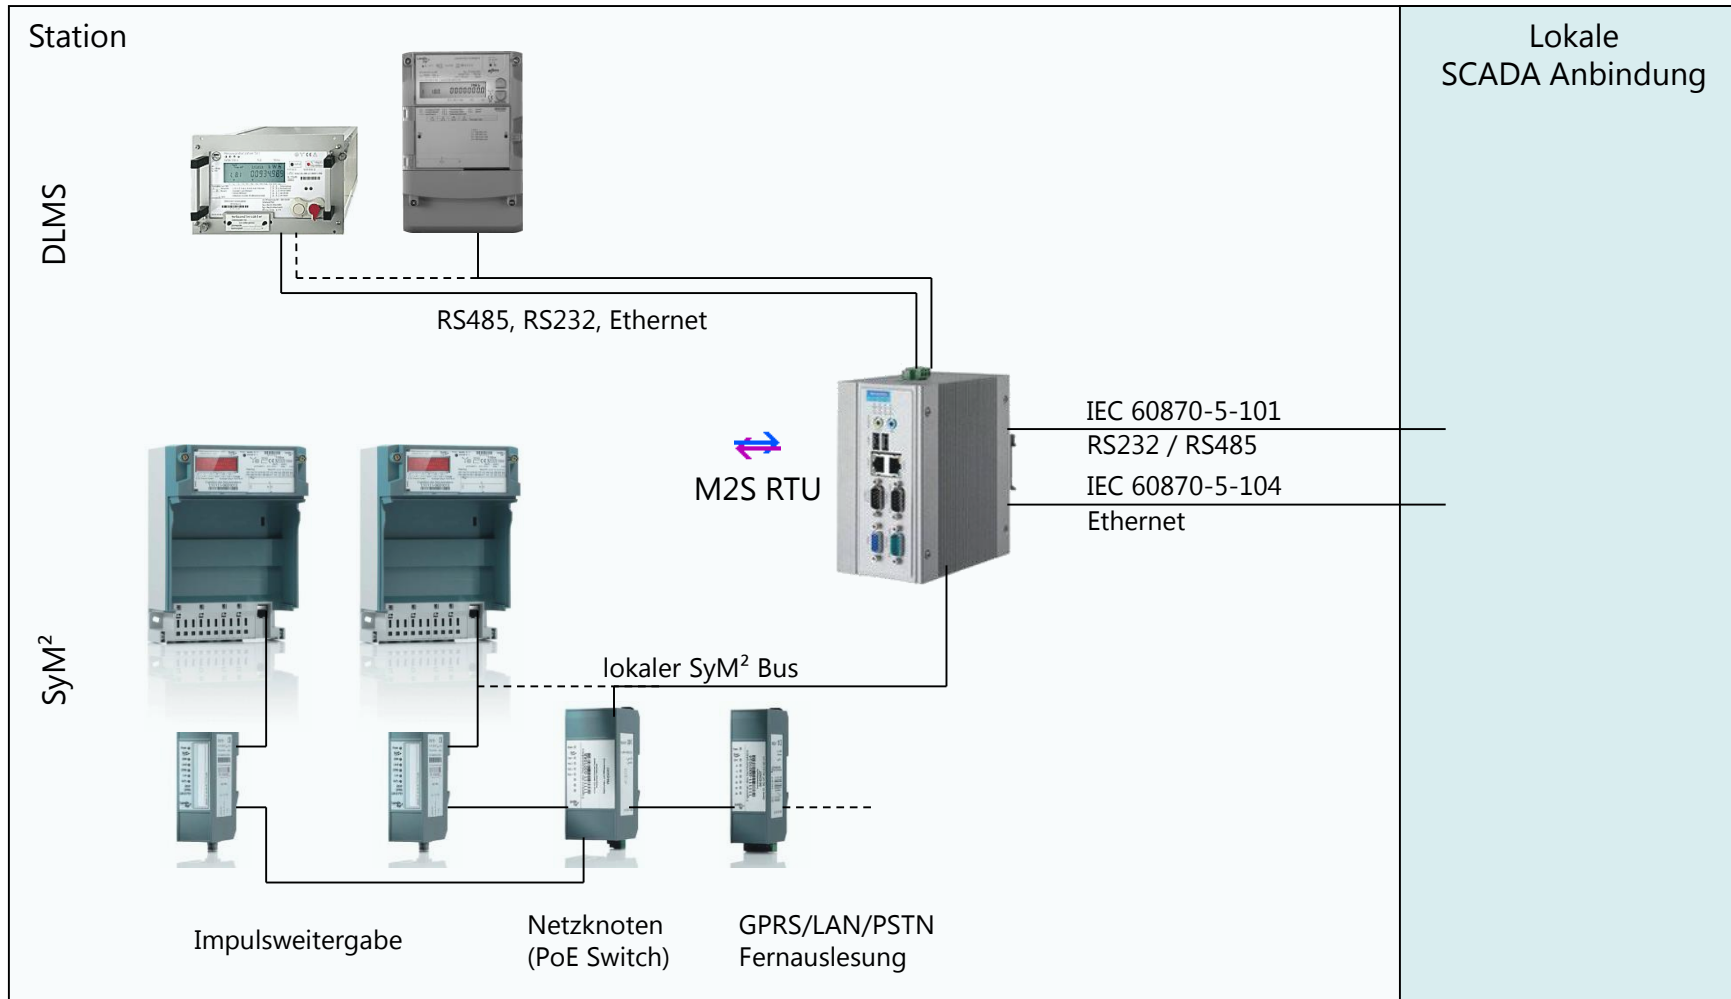 Station
Lokale
SCADA Anbindung
DLMS
RS485, RS232, Ethernet
IEC 60870-5-101
RS232 / RS485
IEC 60870-5-104
Ethernet
M2S RTU
SyM²
lokaler SyM² Bus
Impulsweitergabe
Netzknoten
(PoE Switch)
GPRS/LAN/PSTN
Fernauslesung